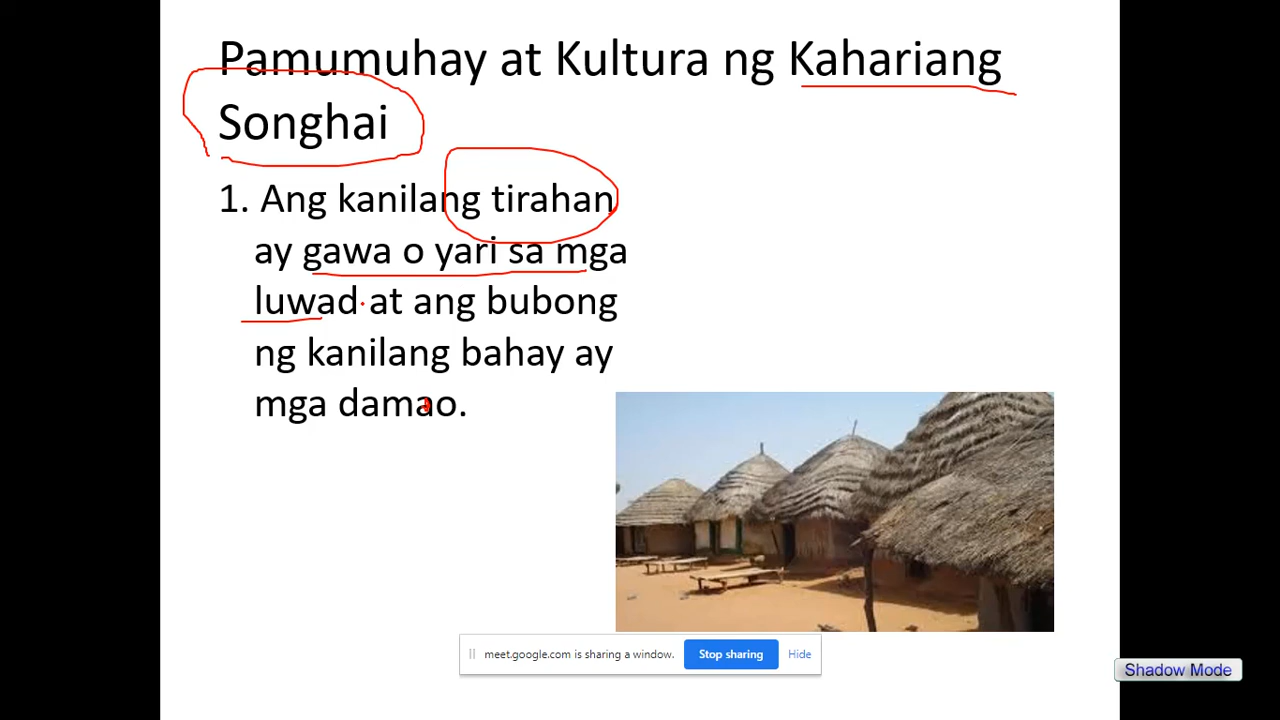 Pamumuhay at Kultura ng Kahariang
Songhai
1. Ang kanilang tirahan
ay gawa o yari sa mga
luwad at ang bubong
ng kanilang bahay ay
mga damao.
meet.google.com is sharing a window. Stop sharing Hide
Shadow Mode